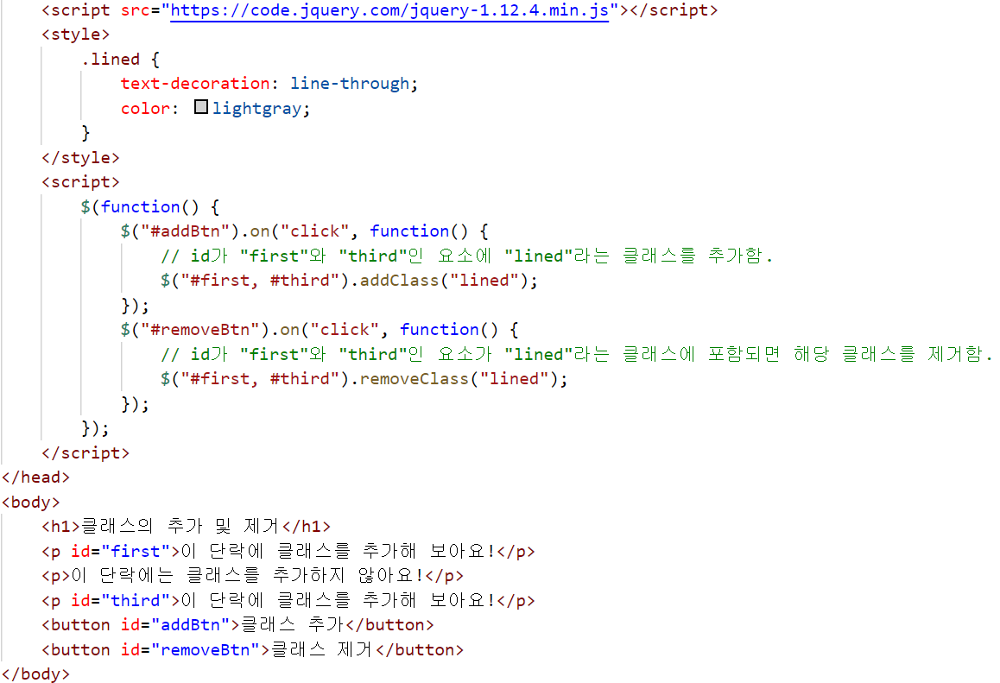 <script src="https://code.jquery.com/jquery-1.12.4.min.js"></script>
<style>
.lined {
text-decoration: line-through;
color: lightgray;
}
</style>
<script>
$(function() {
$("#addBtn").on("click", function() {
// id가 "first"와 "third"인 요소에 "lined"라는 클래스를 추가함.
$("#first, #third").addClass("lined");
});
$("#removeBtn").on("click", function() {
// id가 "first"와 "third"인 요소가 "lined"라는 클래스에 포함되면 해당 클래스를 제거함.
$("#first, #third").removeClass("lined");
});
});
</script>
</head>
<body>
<h1>클래스의 추가 및 제거</h1>
<p id="first">이 단락에 클래스를 추가해 보아요!</p>
<p>이 단락에는 클래스를 추가하지 않아요!</p>
<p id="third">이 단락에 클래스를 추가해 보아요!</p>
<button id="addBtn">클래스 추가</button>
<button id="removeBtn">클래스 제거</button>
</body>